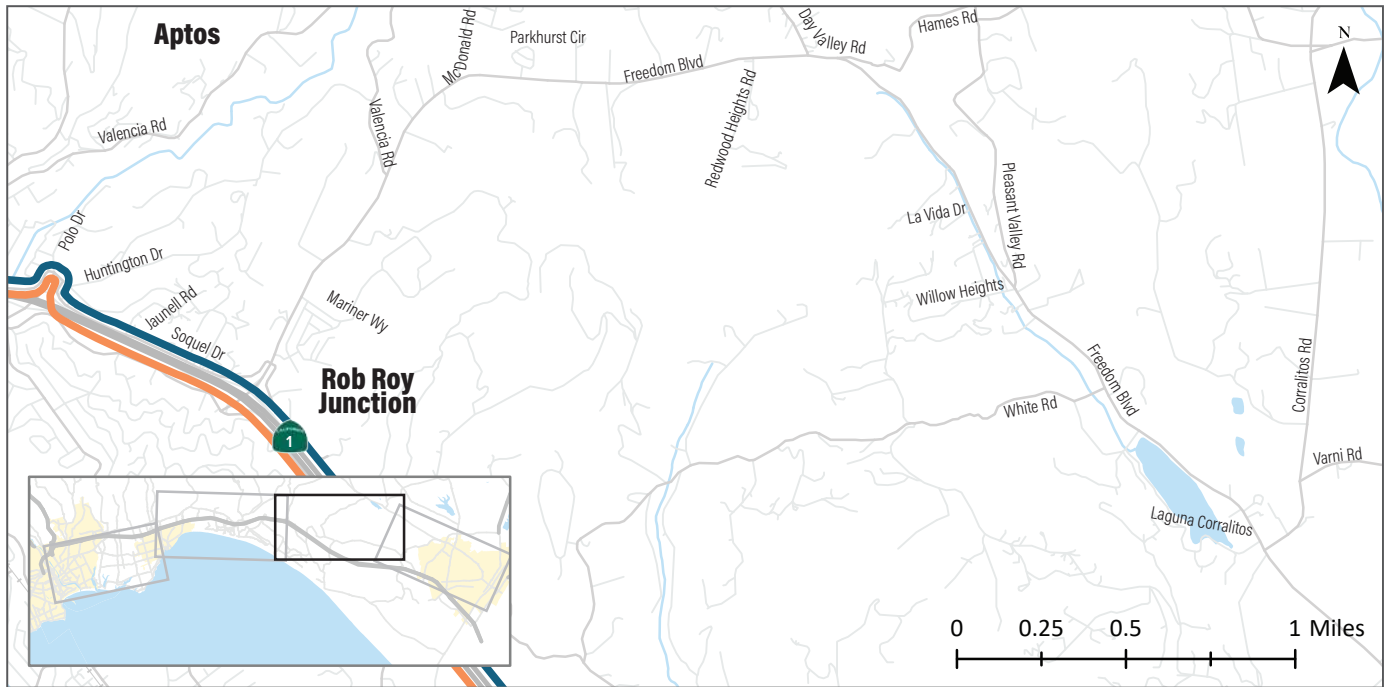 Aptos
McDonald Rd
Parkhurst Cir
Day Valley Rd
Hames Rd
N
Freedom Blvd
Valencia Rd
Valencia Rd
Redwood Heights Rd
Polo Dr
La Vida Dr
Pleasant Valley Rd
Huntington Dr
Jaunell Rd
Willow Heights
Mariner Wy
Soquel Dr
Rob Roy
Junction
Freedom Blvd
Corralitos Rd
White Rd
1
Varni Rd
Laguna Corralitos
0 0.25 0.5 1 Miles